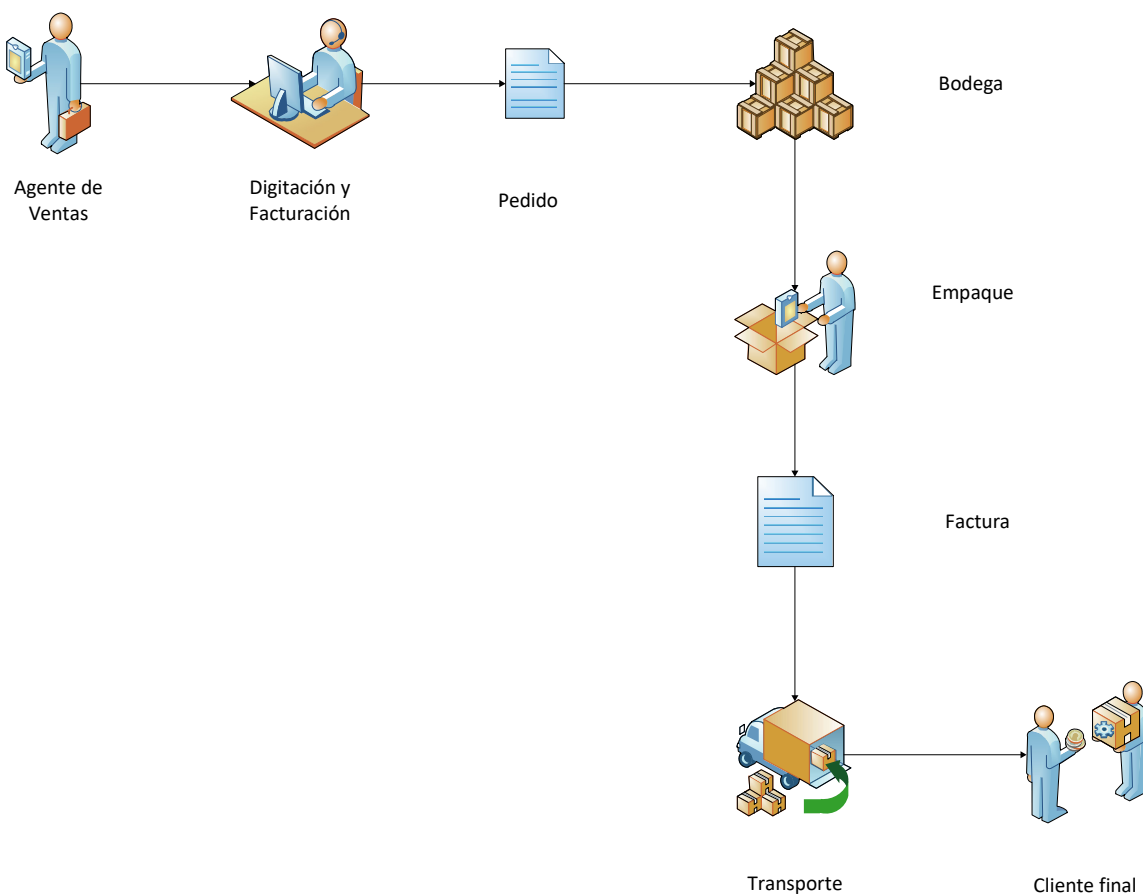 Agente de
Ventas
Digitación y
Facturación
Pedido
Bodega
Empaque
Factura
Transporte
Cliente final